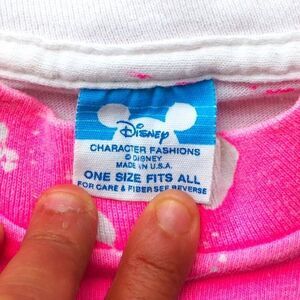 Disney
CHARACTER FASHIONS
© DISNEY
MADE IN U.S.A.
ONE SIZE FITS ALL
FOR CARE & FIBER SEE REVERSE